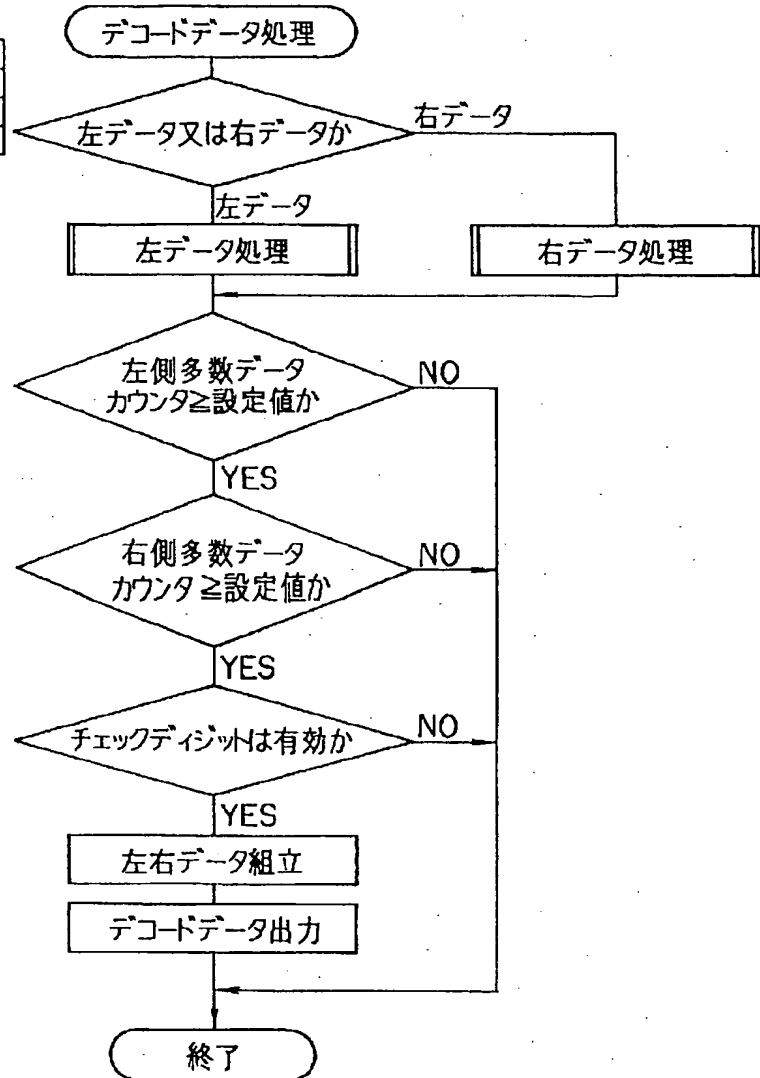 デコードデータ処理
左データ又は右データか
右データ
左データ
左データ処理
右データ処理
左側多数データ
カウンタ≧設定値か
NO
YES
右側多数データ
カウンタ≧設定値か
NO
YES
チェックディジットは有効か
NO
YES
左右データ組立
デコードデータ出力
終了